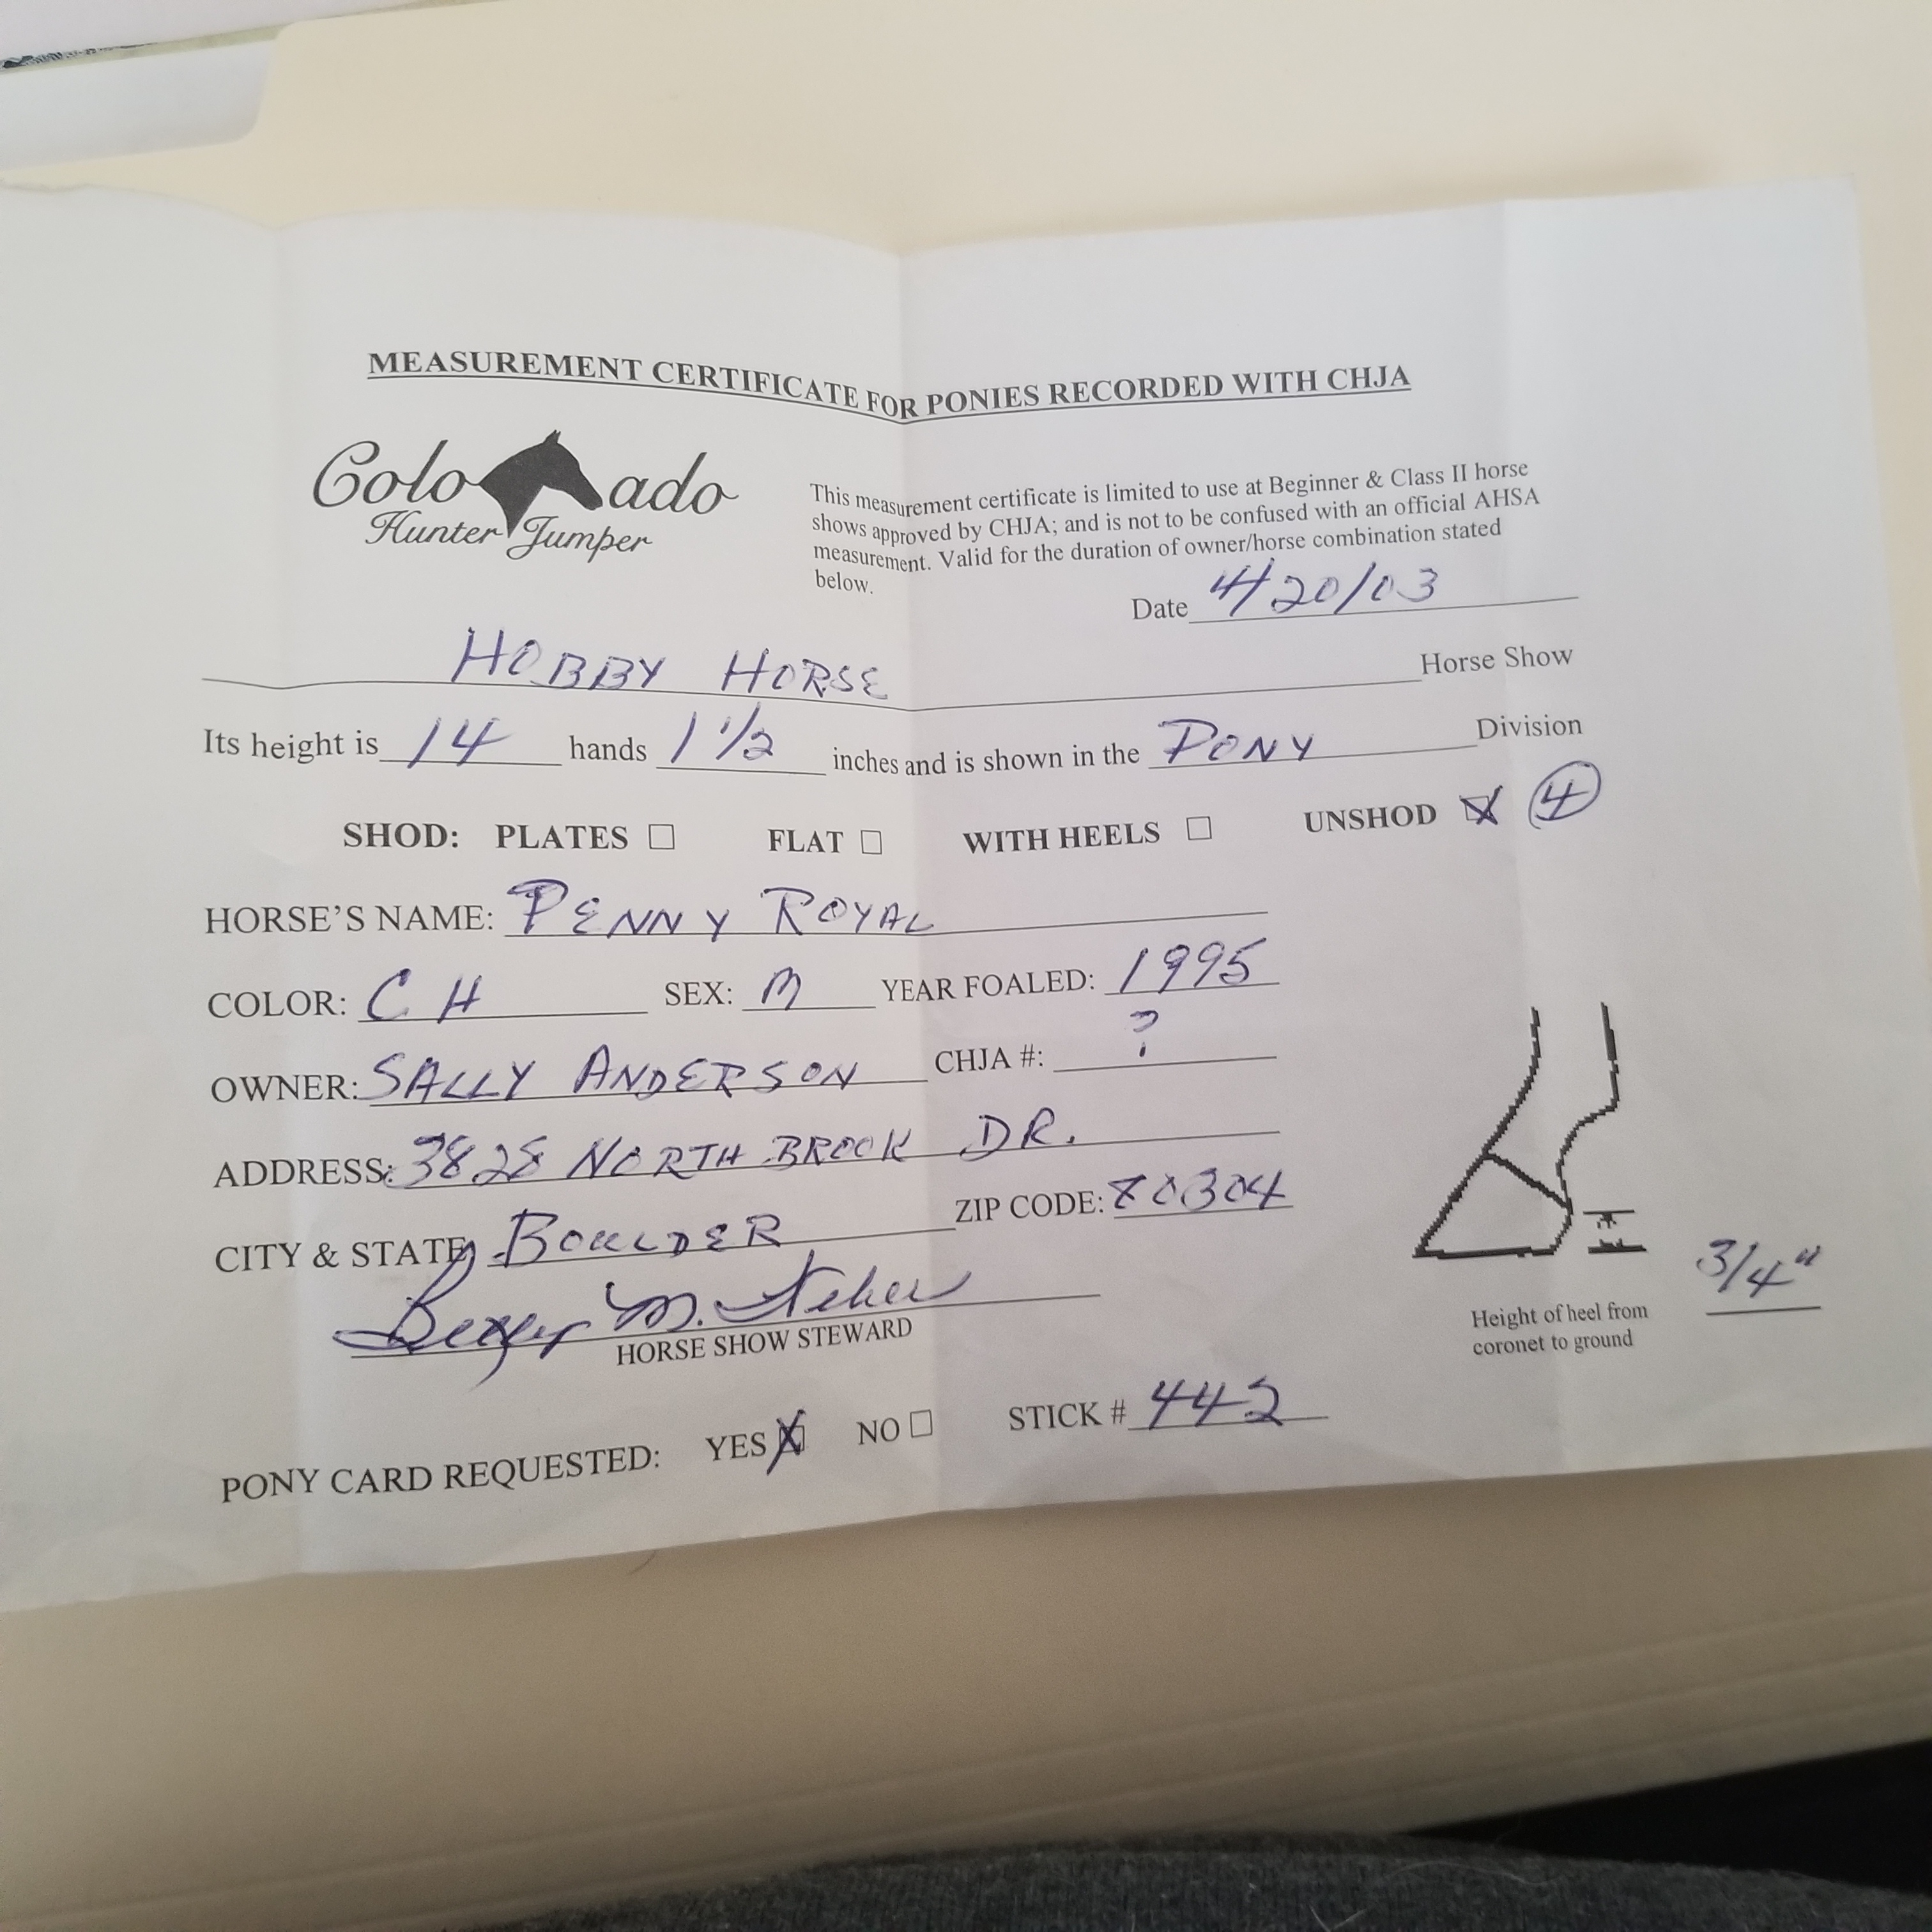 MEASUREMENT CERTIFICATE FOR PONIES RECORDED WITH CHJA
Colorado
Hunter Jumper
This measurement certificate is limited to use at Beginner & Class II horse
shows approved by CHJA; and is not to be confused with an official AHSA
measurement. Valid for the duration of owner/horse combination stated
below.
Date 4/20/03
HOBBY HORSE Horse Show
Its height is 14 hands 1 1/2 inches and is shown in the PONY Division
SHOD: PLATES ☐ FLAT ☐ WITH HEELS ☐ UNSHOD ☒ 4
HORSE'S NAME: PENNY ROYAL
COLOR: CH SEX: M YEAR FOALED: 1995
OWNER: SALLY ANDERSON CHJA #: ?
ADDRESS: 3828 NORTH BROOK DR.
CITY & STATE BOULDER ZIP CODE: 80304
M.
HORSE SHOW STEWARD
3/4"
Height of heel from
coronet to ground
PONY CARD REQUESTED: YES ☒ NO ☐ STICK # 442